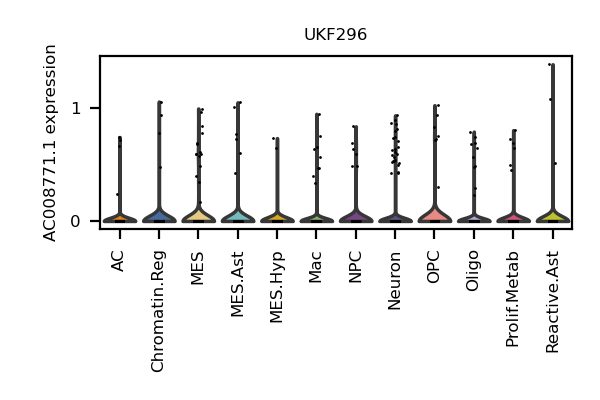 UKF296
AC008771.1 expression
1
0
AC
Chromatin.Reg
MES
MES.Ast
MES.Hyp
Mac
NPC
Neuron
OPC
Oligo
Prolif.Metab
Reactive.Ast